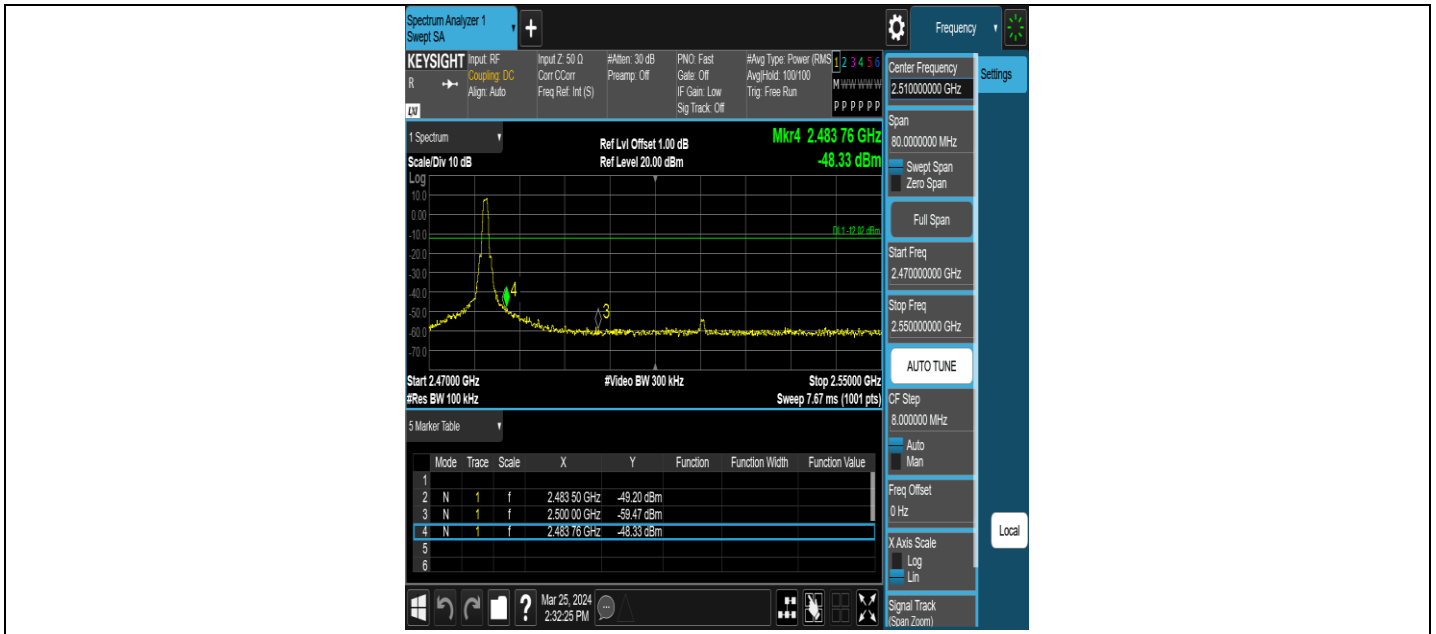 Spectrum Analyzer 1
Swept SA
+
Frequency
KEYSIGHT
R
LXI
Input: RF
Coupling: DC
Align: Auto
Input Z: 50 Ω
Corr CCorr
Freq Ref: Int (S)
#Atten: 30 dB
Preamp: Off
PNO: Fast
Gate: Off
IF Gain: Low
Sig Track: Off
#Avg Type: Power (RMS
Avg|Hold: 100/100
Trig: Free Run
1 2 3 4 5 6
M W W W W W
P P P P P P
1 Spectrum
Scale/Div 10 dB
Log
Ref Lvl Offset 1.00 dB
Ref Level 20.00 dBm
Mkr4 2.483 76 GHz
-48.33 dBm
10.0
0.00
-10.0
-20.0
-30.0
-40.0
-50.0
-60.0
-70.0
DL1 -12.02 dBm
4
3
Start 2.47000 GHz
#Video BW 300 kHz
Stop 2.55000 GHz
#Res BW 100 kHz
Sweep 7.67 ms (1001 pts)
5 Marker Table
Mode Trace Scale X Y Function Function Width Function Value
1
2 N 1 f 2.483 50 GHz -49.20 dBm
3 N 1 f 2.500 00 GHz -59.47 dBm
4 N 1 f 2.483 76 GHz -48.33 dBm
5
6
?
Mar 25, 2024
2:32:25 PM
Center Frequency
2.510000000 GHz
Settings
Span
80.0000000 MHz
Swept Span
Zero Span
Full Span
Start Freq
2.470000000 GHz
Stop Freq
2.550000000 GHz
AUTO TUNE
CF Step
8.000000 MHz
Auto
Man
Freq Offset
0 Hz
X Axis Scale
Log
Lin
Local
Signal Track
(Span Zoom)